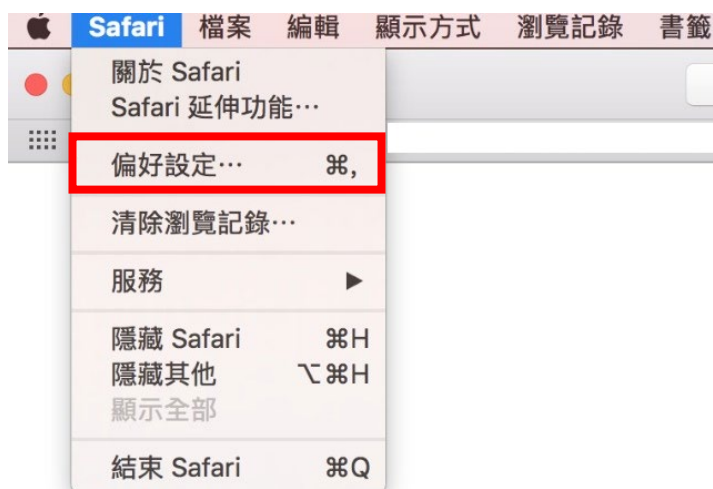 Safari 檔案 編輯 顯示方式 瀏覽記錄 書籤
關於 Safari
Safari 延伸功能⋯
偏好設定⋯ ⌘,
清除瀏覽記錄⋯
服務 ▶
隱藏 Safari ⌘H
隱藏其他 ⌥⌘H
顯示全部
結束 Safari ⌘Q